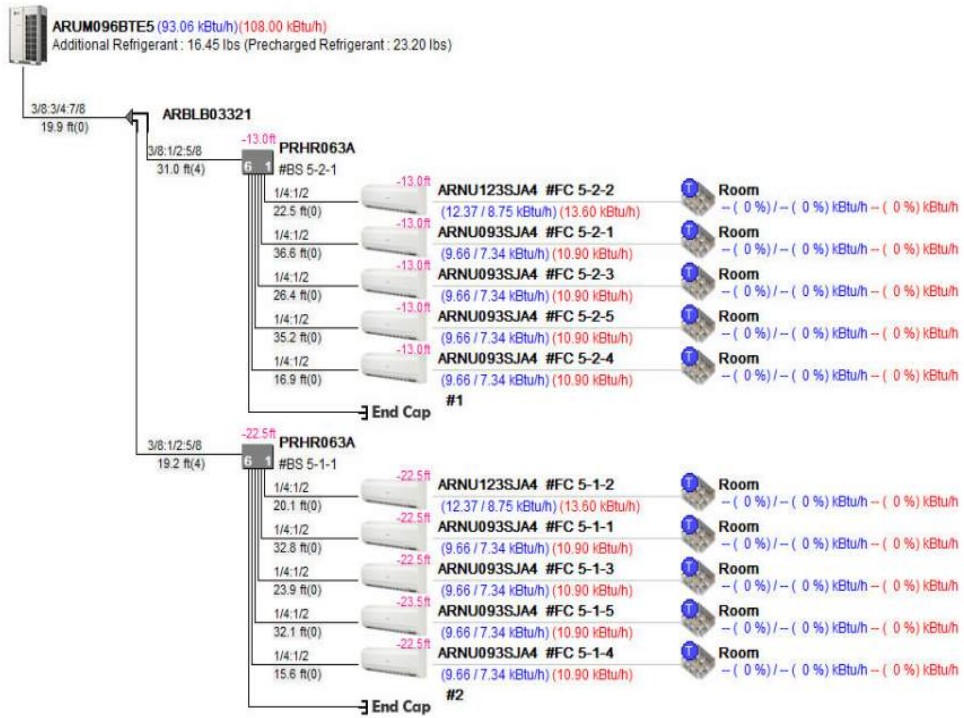 ARUM096BTE5 (93.06 kBtu/h)(108.00 kBtu/h)
Additional Refrigerant : 16.45 lbs (Precharged Refrigerant : 23.20 lbs)
3/8:3/4:7/8
19.9 ft(0)
ARBLB03321
3/8:1/2:5/8
31.0 ft(4)
-13.0ft
PRHR063A
6 1
#BS 5-2-1
1/4:1/2
22.5 ft(0)
-13.0ft
ARNU123SJA4 #FC 5-2-2
(12.37 / 8.75 kBtu/h) (13.60 kBtu/h)
T
Room
-- ( 0 %) / -- ( 0 %) kBtu/h -- ( 0 %) kBtu/h
1/4:1/2
36.6 ft(0)
-13.0ft
ARNU093SJA4 #FC 5-2-1
(9.66 / 7.34 kBtu/h) (10.90 kBtu/h)
T
Room
-- ( 0 %) / -- ( 0 %) kBtu/h -- ( 0 %) kBtu/h
1/4:1/2
26.4 ft(0)
-13.0ft
ARNU093SJA4 #FC 5-2-3
(9.66 / 7.34 kBtu/h) (10.90 kBtu/h)
T
Room
-- ( 0 %) / -- ( 0 %) kBtu/h -- ( 0 %) kBtu/h
1/4:1/2
35.2 ft(0)
-13.0ft
ARNU093SJA4 #FC 5-2-5
(9.66 / 7.34 kBtu/h) (10.90 kBtu/h)
T
Room
-- ( 0 %) / -- ( 0 %) kBtu/h -- ( 0 %) kBtu/h
1/4:1/2
16.9 ft(0)
-13.0ft
ARNU093SJA4 #FC 5-2-4
(9.66 / 7.34 kBtu/h) (10.90 kBtu/h)
T
Room
-- ( 0 %) / -- ( 0 %) kBtu/h -- ( 0 %) kBtu/h
#1
End Cap
3/8:1/2:5/8
19.2 ft(4)
-22.5ft
PRHR063A
6 1
#BS 5-1-1
1/4:1/2
20.1 ft(0)
-22.5ft
ARNU123SJA4 #FC 5-1-2
(12.37 / 8.75 kBtu/h) (13.60 kBtu/h)
T
Room
-- ( 0 %) / -- ( 0 %) kBtu/h -- ( 0 %) kBtu/h
1/4:1/2
32.8 ft(0)
-22.5ft
ARNU093SJA4 #FC 5-1-1
(9.66 / 7.34 kBtu/h) (10.90 kBtu/h)
T
Room
-- ( 0 %) / -- ( 0 %) kBtu/h -- ( 0 %) kBtu/h
1/4:1/2
23.9 ft(0)
-22.5ft
ARNU093SJA4 #FC 5-1-3
(9.66 / 7.34 kBtu/h) (10.90 kBtu/h)
T
Room
-- ( 0 %) / -- ( 0 %) kBtu/h -- ( 0 %) kBtu/h
1/4:1/2
32.1 ft(0)
-23.5ft
ARNU093SJA4 #FC 5-1-5
(9.66 / 7.34 kBtu/h) (10.90 kBtu/h)
T
Room
-- ( 0 %) / -- ( 0 %) kBtu/h -- ( 0 %) kBtu/h
1/4:1/2
15.6 ft(0)
-22.5ft
ARNU093SJA4 #FC 5-1-4
(9.66 / 7.34 kBtu/h) (10.90 kBtu/h)
T
Room
-- ( 0 %) / -- ( 0 %) kBtu/h -- ( 0 %) kBtu/h
#2
End Cap